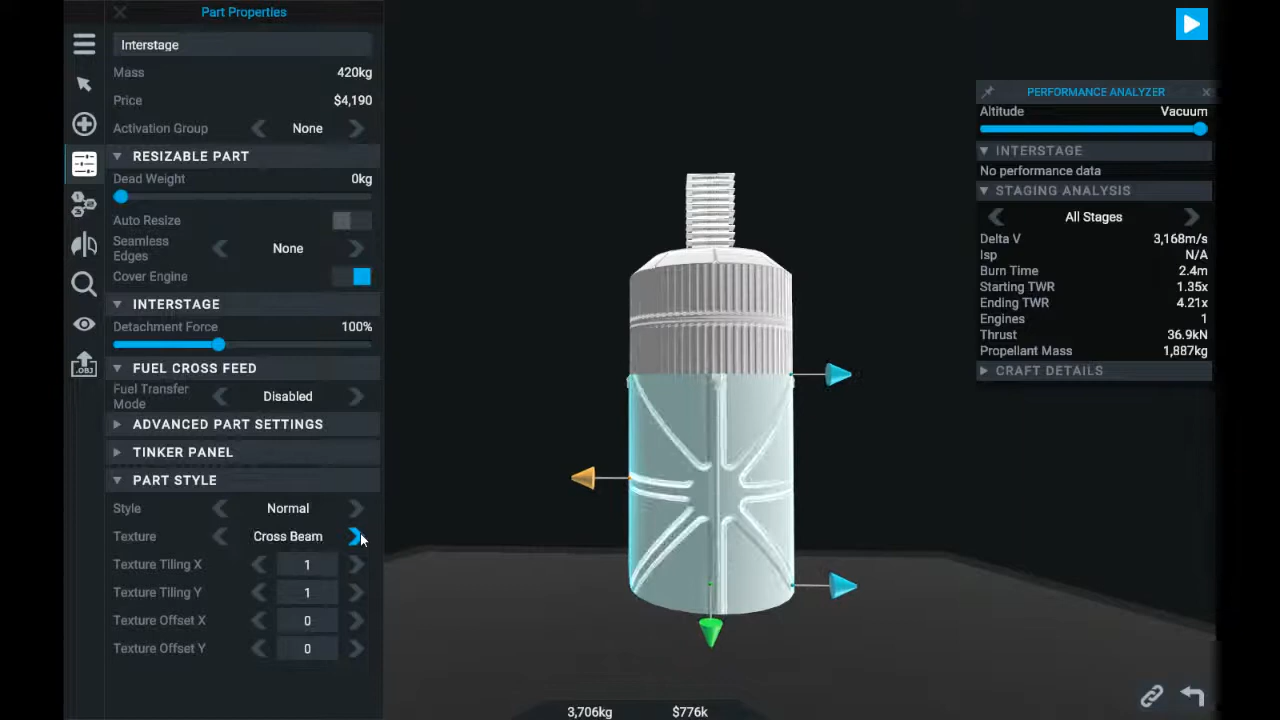 Part Properties
Interstage
Mass 420kg
Price $4,190
Activation Group None
RESIZABLE PART
Dead Weight 0kg
Auto Resize
Seamless Edges None
Cover Engine
INTERSTAGE
Detachment Force 100%
FUEL CROSS FEED
Fuel Transfer Mode Disabled
ADVANCED PART SETTINGS
TINKER PANEL
PART STYLE
Style Normal
Texture Cross Beam
Texture Tiling X 1
Texture Tiling Y 1
Texture Offset X 0
Texture Offset Y 0
.OBJ
PERFORMANCE ANALYZER
Altitude Vacuum
INTERSTAGE
No performance data
STAGING ANALYSIS
All Stages
Delta V 3,168m/s
Isp N/A
Burn Time 2.4m
Starting TWR 1.35x
Ending TWR 4.21x
Engines 1
Thrust 36.9kN
Propellant Mass 1,887kg
CRAFT DETAILS
3,706kg $776k